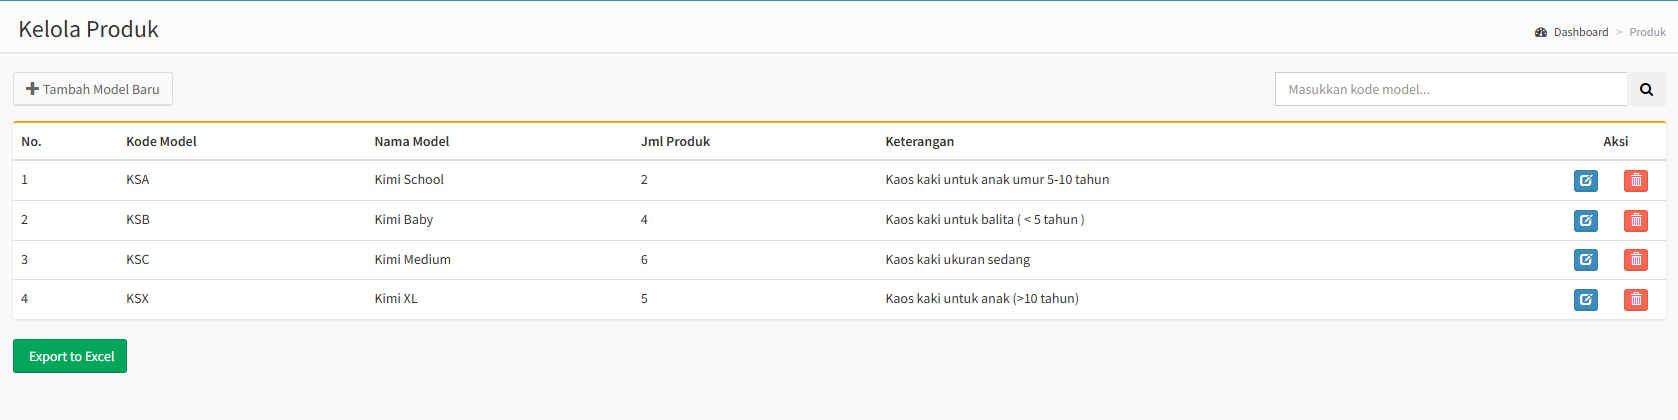 Kelola Produk
Dashboard > Produk
Tambah Model Baru
Masukkan kode model...
No. Kode Model Nama Model Jml Produk Keterangan Aksi
1 KSA Kimi School 2 Kaos kaki untuk anak umur 5-10 tahun
2 KSB Kimi Baby 4 Kaos kaki untuk balita ( < 5 tahun )
3 KSC Kimi Medium 6 Kaos kaki ukuran sedang
4 KSX Kimi XL 5 Kaos kaki untuk anak (>10 tahun)
Export to Excel